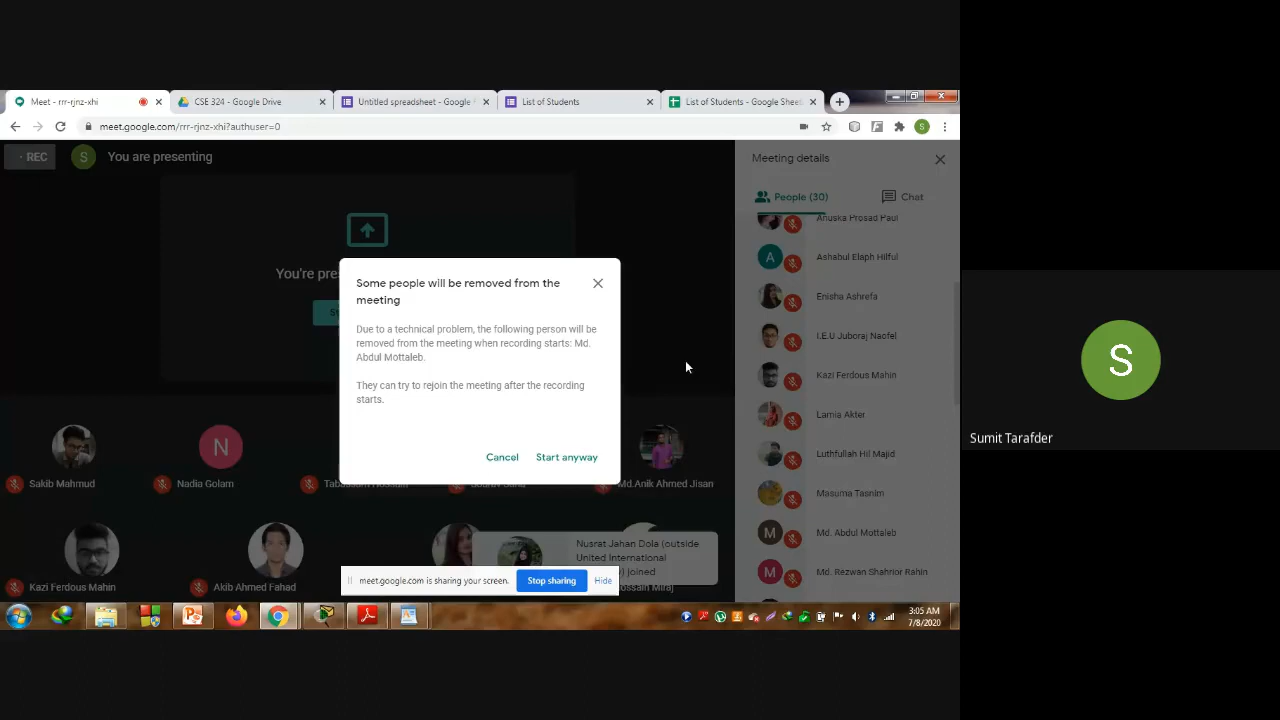 Meet - rrr-rjnz-xhi
CSE 324 - Google Drive
Untitled spreadsheet - Google
List of Students
List of Students - Google Sheet
meet.google.com/rrr-rjnz-xhi?authuser=0
S
REC
S
You are presenting
Meeting details
People (30)
Chat
Anuska Prosad Paul
A
Ashabul Elaph Hilful
Enisha Ashrefa
I.E.U Juboraj Naofel
Kazi Ferdous Mahin
Lamia Akter
Luthfullah Hil Majid
Masuma Tasnim
M
Md. Abdul Mottaleb
M
Md. Rezwan Shahrior Rahin
You're pre
St
Some people will be removed from the
meeting
Due to a technical problem, the following person will be
removed from the meeting when recording starts: Md.
Abdul Mottaleb.
They can try to rejoin the meeting after the recording
starts.
Cancel
Start anyway
N
Sakib Mahmud
Nadia Golam
Md.Anik Ahmed Jisan
Kazi Ferdous Mahin
Akib Ahmed Fahad
Nusrat Jahan Dola (outside
United International
) joined
meet.google.com is sharing your screen.
Stop sharing
Hide
3:05 AM
7/8/2020
S
Sumit Tarafder